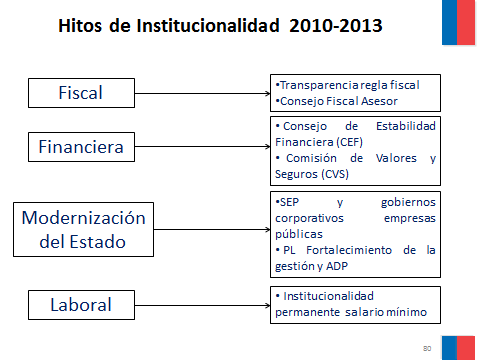 Hitos de Institucionalidad 2010-2013
Fiscal
•Transparencia regla fiscal
•Consejo Fiscal Asesor
Financiera
• Consejo de Estabilidad
Financiera (CEF)
• Comisión de Valores y
Seguros (CVS)
Modernización
del Estado
•SEP y gobiernos
corporativos empresas
públicas
• PL Fortalecimiento de la
gestión y ADP
Laboral
• Institucionalidad
permanente salario mínimo
80